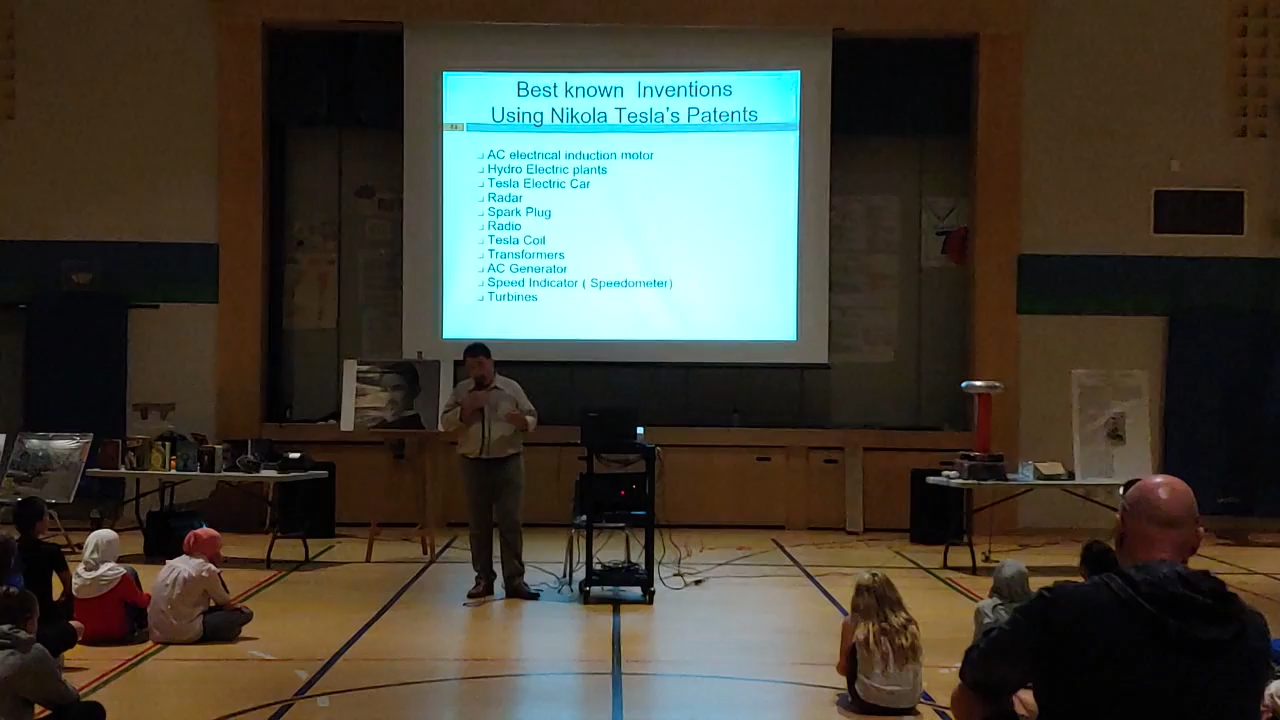 Best known Inventions
Using Nikola Tesla's Patents
AC electrical induction motor
Hydro Electric plants
Tesla Electric Car
Radar
Spark Plug
Radio
Tesla Coil
Transformers
AC Generator
Speed Indicator ( Speedometer)
Turbines